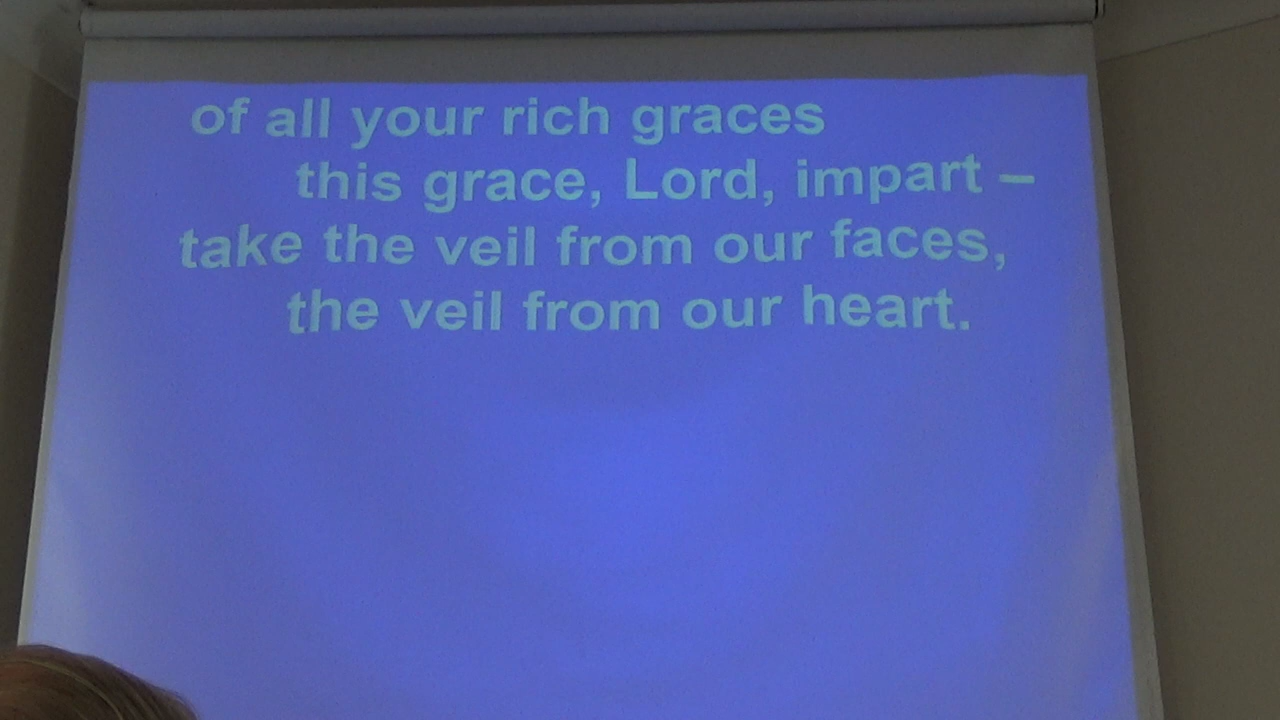 of all your rich graces
this grace, Lord, impart –
take the veil from our faces,
the veil from our heart.